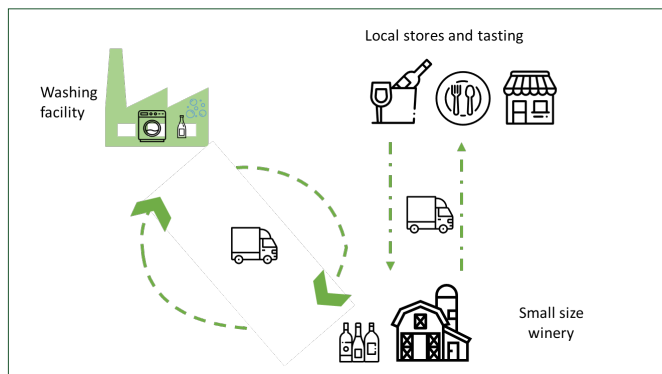 Local stores and tasting
Washing
facility
Small size
winery